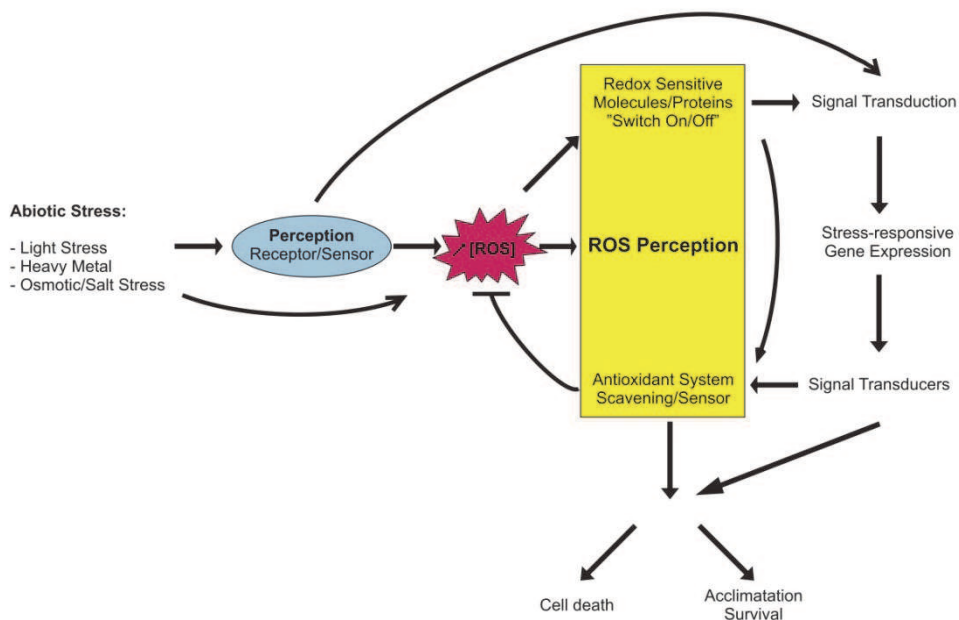 Redox Sensitive
Molecules/Proteins
"Switch On/Off"
Signal Transduction
Abiotic Stress:
- Light Stress
- Heavy Metal
- Osmotic/Salt Stress
Perception
Receptor/Sensor
[ROS]
ROS Perception
Stress-responsive
Gene Expression
Antioxidant System
Scavening/Sensor
Signal Transducers
Cell death
Acclimatation
Survival